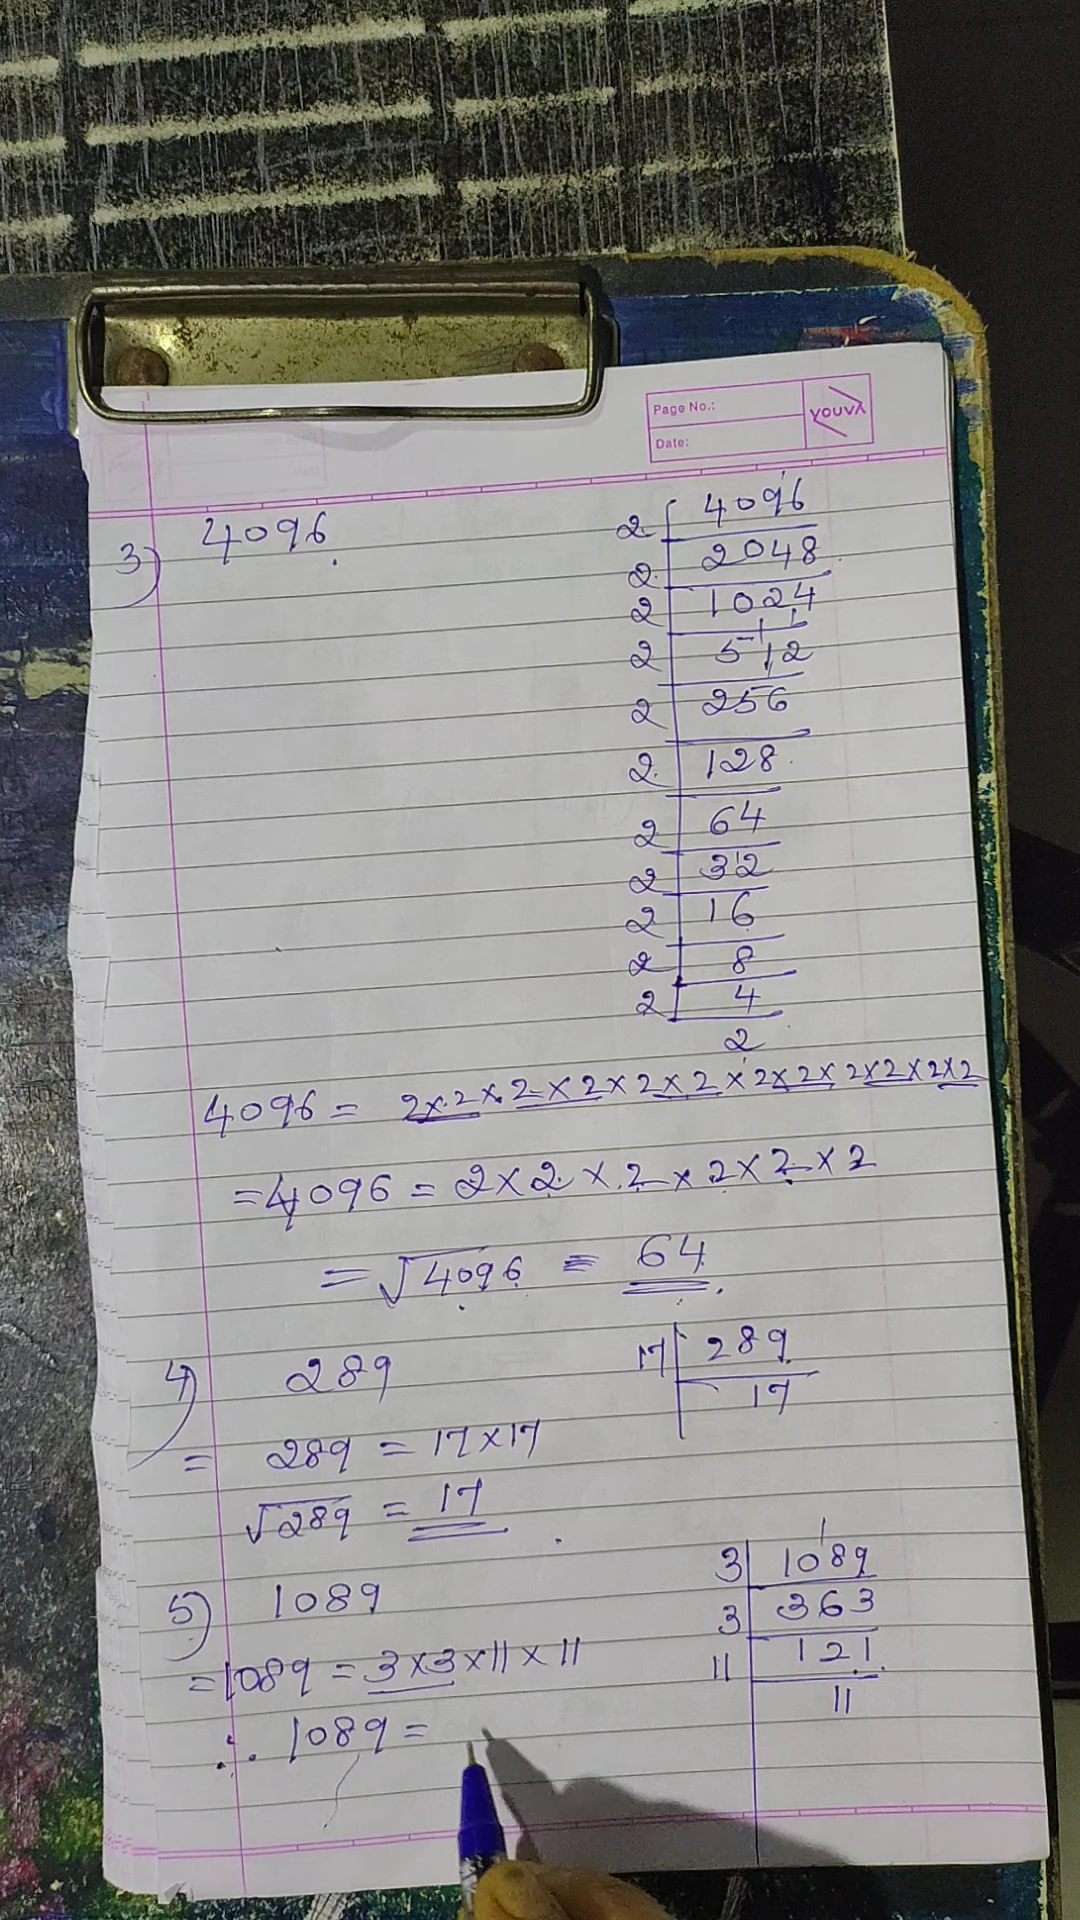 Page No.:
Date:
youva
3) 4096.
2 | 4096
2 | 2048
2 | 1024
2 | 512
2 | 256
2 | 128
2 | 64
2 | 32
2 | 16
2 | 8
2 | 4
2
4096 = 2×2×2×2×2×2×2×2×2×2×2×2
=4096 = 2×2×2×2×2×2
= √4096 = 64.
4) 289
17 | 289
17
= 289 = 17×17
√289 = 17.
5) 1089
3 | 1089
3 | 363
11 | 121
11
=1089 = 3×3×11×11
∴ 1089 =